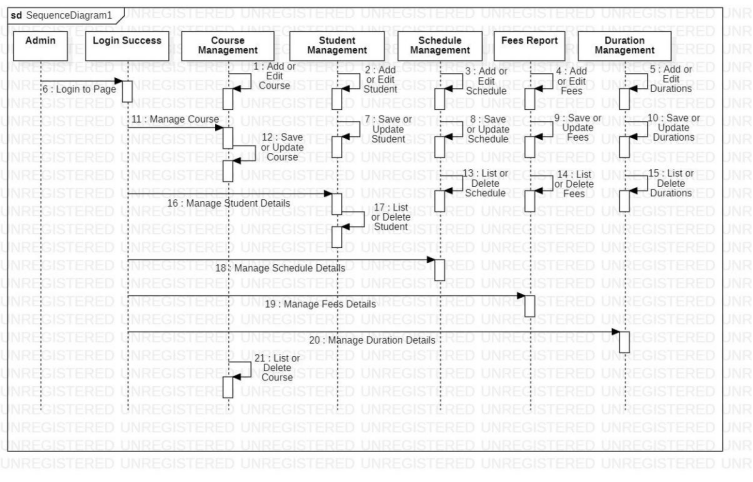 sd SequenceDiagram1
Admin
Login Success
Course
Management
Student
Management
Schedule
Management
Fees Report
Duration
Management
1 : Add or
Edit
Course
2 : Add
or Edit
Student
3 : Add or
Edit
Schedule
4 : Add
or Edit
Fees
5 : Add or
Edit
Durations
6 : Login to Page
7 : Save or
Update
Student
8 : Save
or Update
Schedule
9 : Save or
Update
Fees
10 : Save or
Update
Durations
11 : Manage Course
12 : Save
or Update
Course
13 : List or
Delete
Schedule
14 : List
or Delete
Fees
15 : List or
Delete
Durations
16 : Manage Student Details
17 : List
or Delete
Student
18 : Manage Schedule Details
19 : Manage Fees Details
20 : Manage Duration Details
21 : List or
Delete
Course